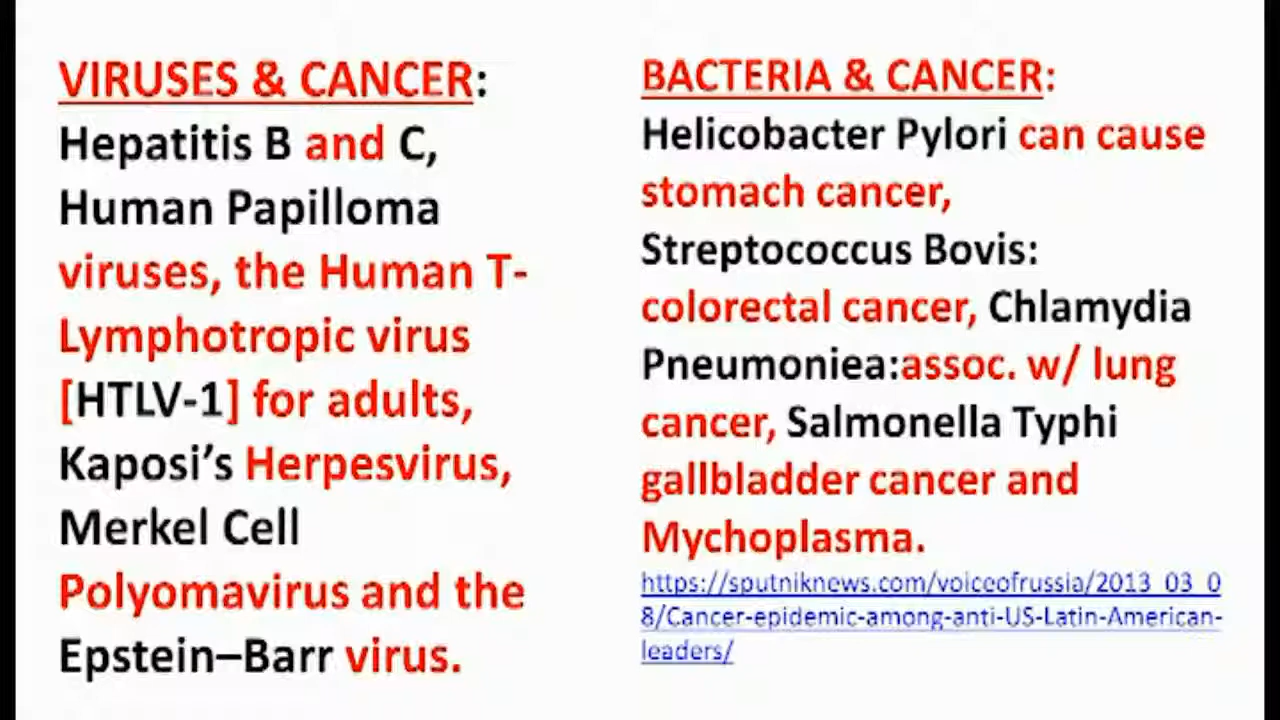 VIRUSES & CANCER:
Hepatitis B and C,
Human Papilloma
viruses, the Human T-
Lymphotropic virus
[HTLV-1] for adults,
Kaposi’s Herpesvirus,
Merkel Cell
Polyomavirus and the
Epstein–Barr virus.
BACTERIA & CANCER:
Helicobacter Pylori can cause
stomach cancer,
Streptococcus Bovis:
colorectal cancer, Chlamydia
Pneumoniea:assoc. w/ lung
cancer, Salmonella Typhi
gallbladder cancer and
Mychoplasma.
https://sputniknews.com/voiceofrussia/2013_03_0
8/Cancer-epidemic-among-anti-US-Latin-American-
leaders/